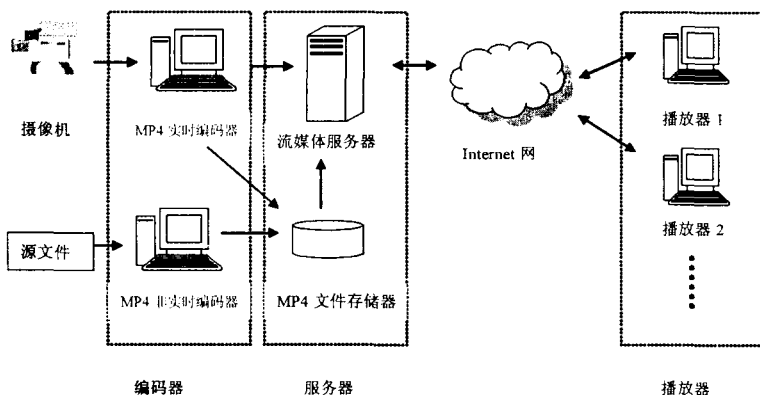 摄像机
MP4 实时编码器
流媒体服务器
Internet 网
播放器 1
播放器 2
源文件
MP4 非实时编码器
MP4 文件存储器
编码器
服务器
播放器